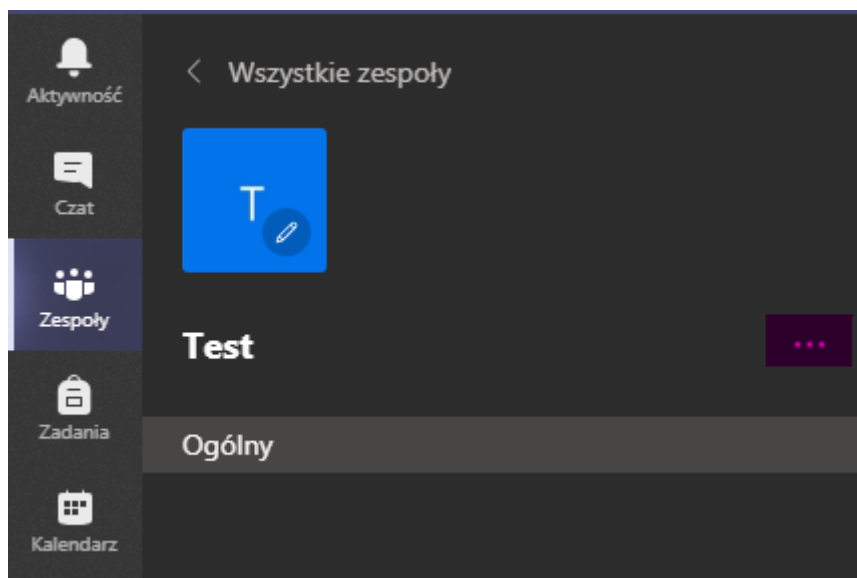 Aktywność
Czat
Zespoły
Zadania
Kalendarz
Wszystkie zespoły
T
Test
...
Ogólny